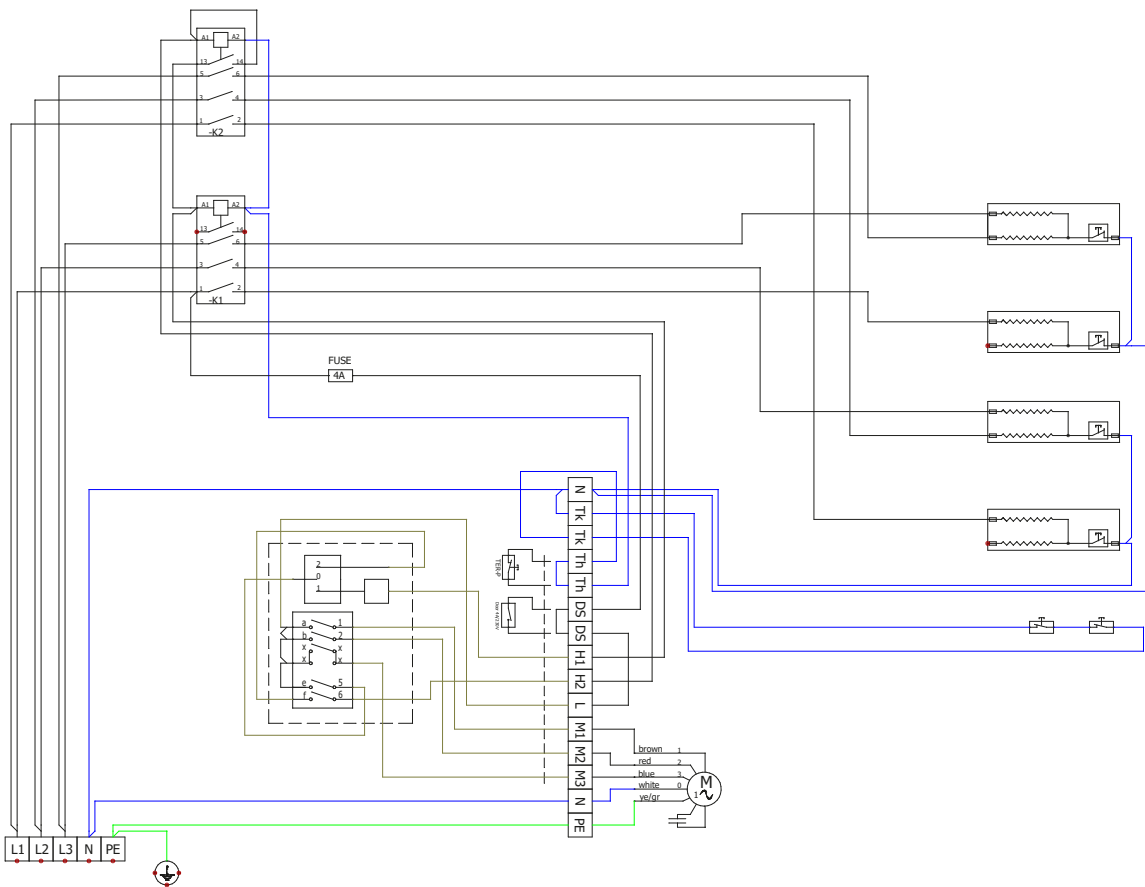 A1 A2
13 14
5 6
3 4
1 2
-K2
A1 A2
13 14
5 6
3 4
1 2
-K1
FUSE
4A
N
Tk
Tk
Th
Th
DS
DS
H1
H2
L
M1
M2
M3
N
PE
TER-P
2
0
1
a 1
b 2
x x
x x
e 5
f 6
brown 1
red 2
blue 3
white 0
ye/gr
M
1
L1 L2 L3 N PE